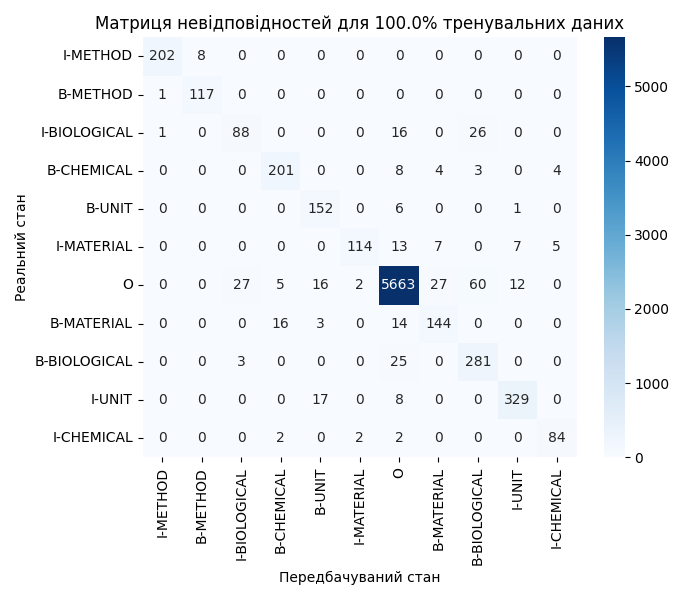 Матриця невідповідностей для 100.0% тренувальних даних
I-METHOD 202 8 0 0 0 0 0 0 0 0 0
B-METHOD 1 117 0 0 0 0 0 0 0 0 0
I-BIOLOGICAL 1 0 88 0 0 0 16 0 26 0 0
B-CHEMICAL 0 0 0 201 0 0 8 4 3 0 4
B-UNIT 0 0 0 0 152 0 6 0 0 1 0
I-MATERIAL 0 0 0 0 0 114 13 7 0 7 5
O 0 0 27 5 16 2 5663 27 60 12 0
B-MATERIAL 0 0 0 16 3 0 14 144 0 0 0
B-BIOLOGICAL 0 0 3 0 0 0 25 0 281 0 0
I-UNIT 0 0 0 0 17 0 8 0 0 329 0
I-CHEMICAL 0 0 0 2 0 2 2 0 0 0 84
Реальний стан
I-METHOD
B-METHOD
I-BIOLOGICAL
B-CHEMICAL
B-UNIT
I-MATERIAL
O
B-MATERIAL
B-BIOLOGICAL
I-UNIT
I-CHEMICAL
Передбачуваний стан
5000
4000
3000
2000
1000
0